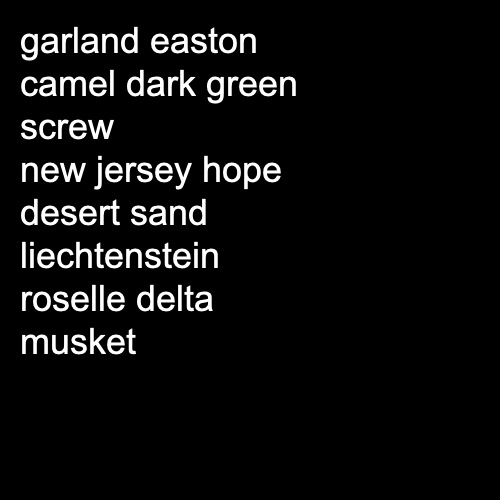 garland easton
camel dark green
screw
new jersey hope
desert sand
liechtenstein
roselle delta
musket